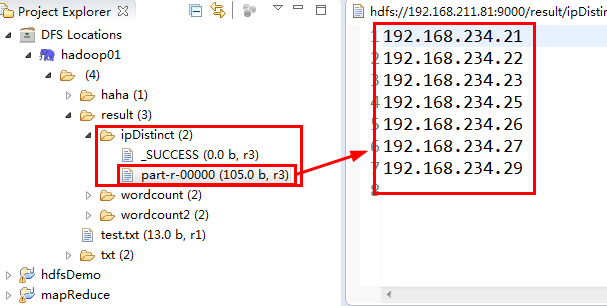 Project Explorer
DFS Locations
hadoop01
(4)
haha (1)
result (3)
ipDistinct (2)
_SUCCESS (0.0 b, r3)
part-r-00000 (105.0 b, r3)
wordcount (2)
wordcount2 (2)
test.txt (13.0 b, r1)
txt (2)
hdfsDemo
mapReduce
hdfs://192.168.211.81:9000/result/ipDistinc
1 192.168.234.21
2 192.168.234.22
3 192.168.234.23
4 192.168.234.25
5 192.168.234.26
6 192.168.234.27
7 192.168.234.29
8